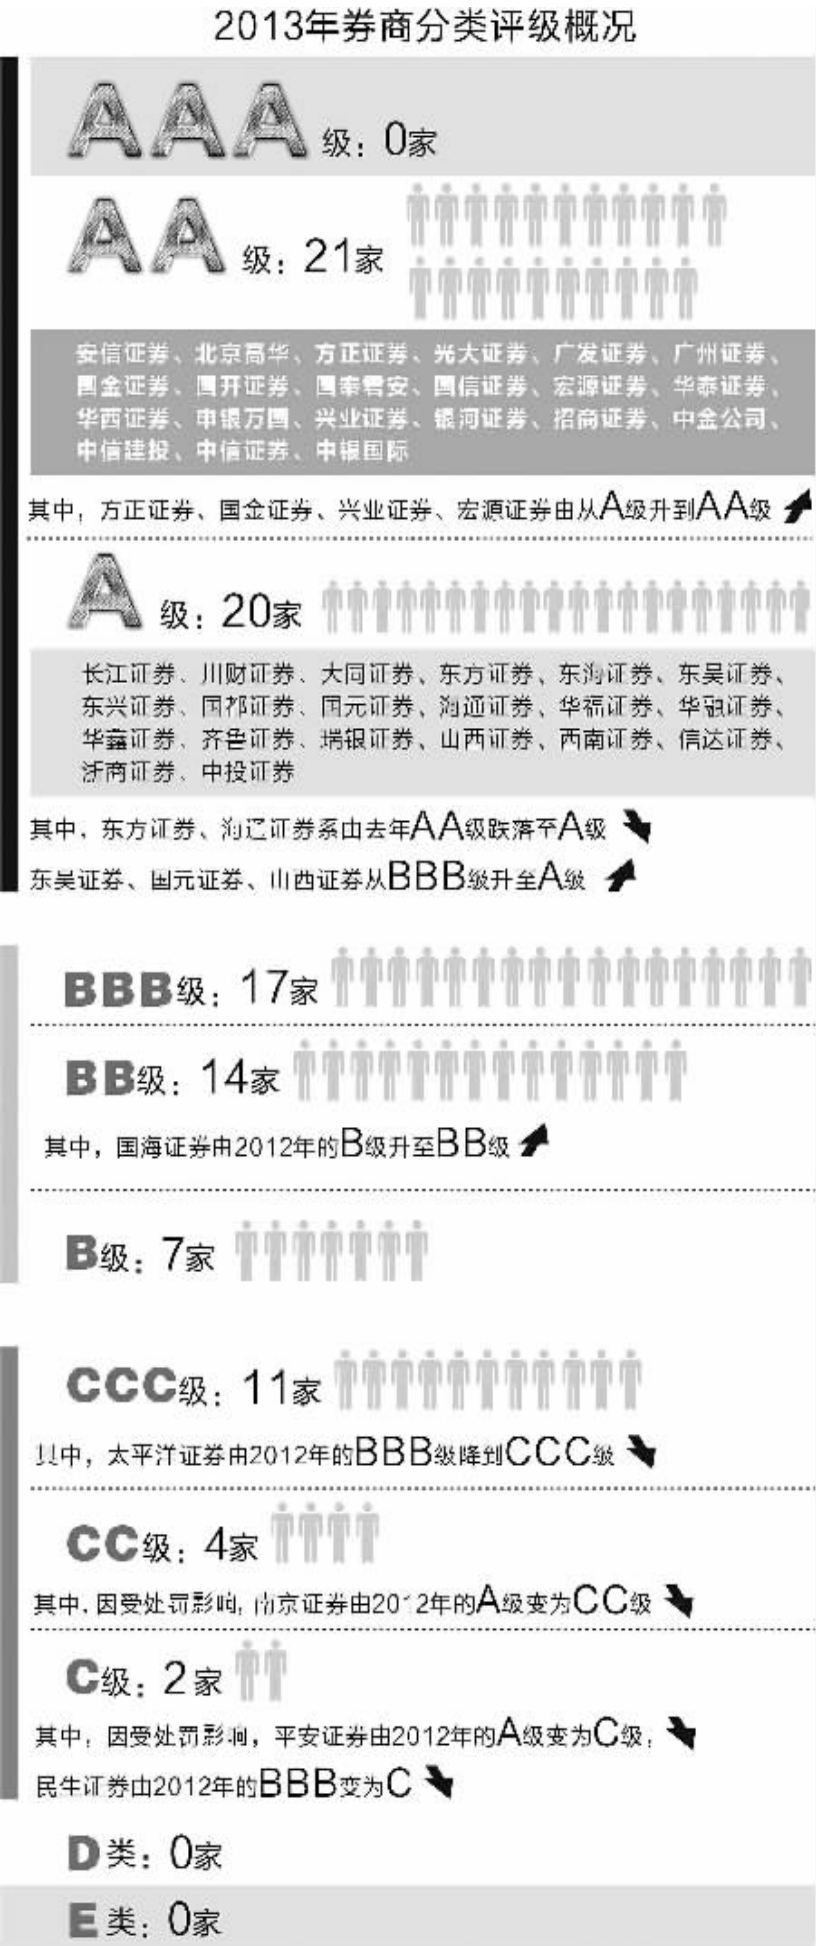 2013年券商分类评级概况
AAA级：0家
AA级：21家
安信证券、北京高华、方正证券、光大证券、广发证券、广州证券、
国金证券、国开证券、国泰君安、国信证券、宏源证券、华泰证券、
华西证券、申银万国、兴业证券、银河证券、招商证券、中金公司、
中信建投、中信证券、中银国际
其中，方正证券、国金证券、兴业证券、宏源证券由从A级升到AA级
A级：20家
长江证券、川财证券、大同证券、东方证券、东海证券、东吴证券、
东兴证券、国都证券、国元证券、海通证券、华福证券、华融证券、
华鑫证券、齐鲁证券、瑞银证券、山西证券、西南证券、信达证券、
浙商证券、中投证券
其中，东方证券、海通证券系由去年AA级跌落至A级
东吴证券、国元证券、山西证券从BBB级升至A级
BBB级：17家
BB级：14家
其中，国海证券由2012年的B级升至BB级
B级：7家
CCC级：11家
其中，太平洋证券由2012年的BBB级降到CCC级
CC级：4家
其中，因受处罚影响，南京证券由2012年的A级变为CC级
C级：2家
其中，因受处罚影响，平安证券由2012年的A级变为C级，
民生证券由2012年的BBB变为C
D类：0家
E类：0家